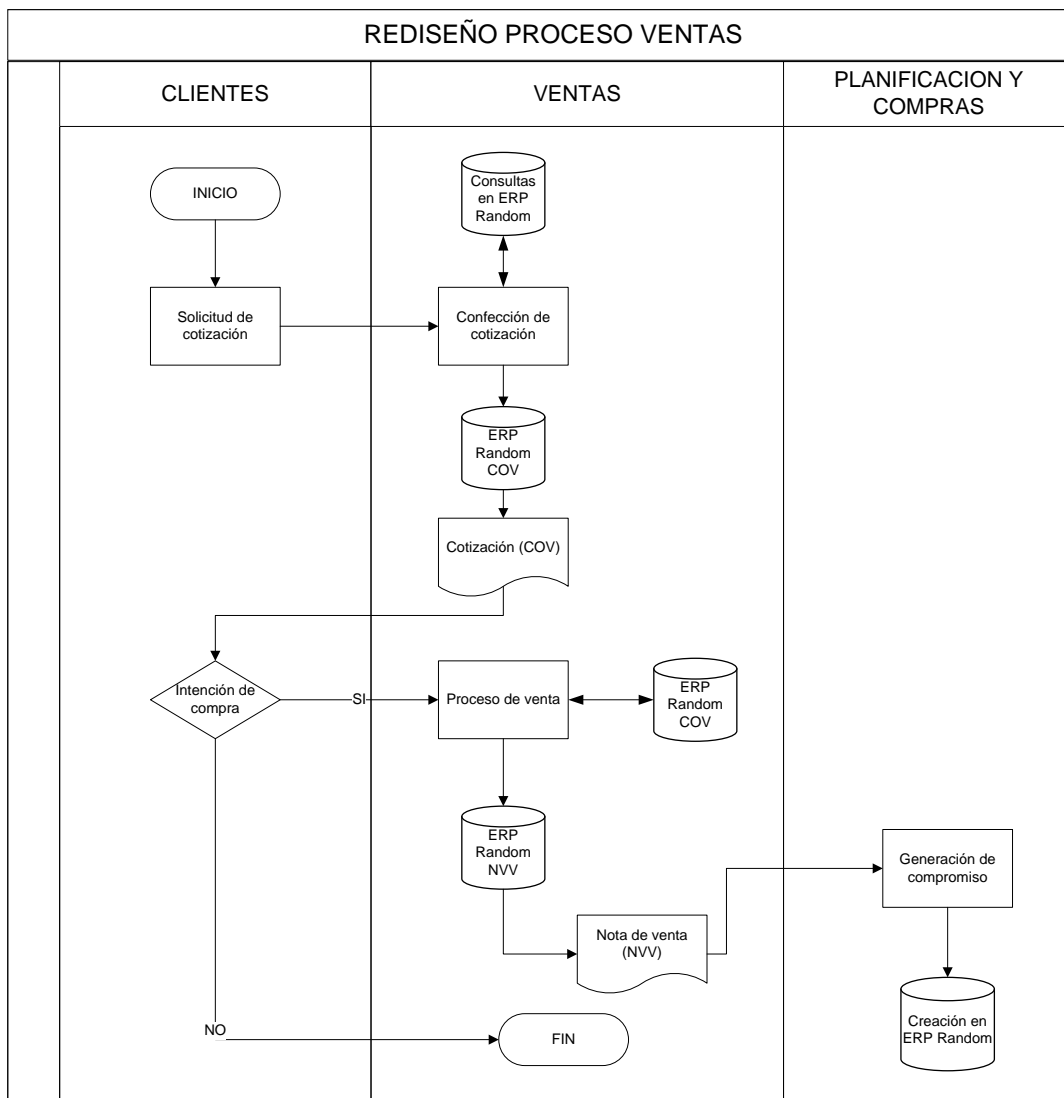 REDISEÑO PROCESO VENTAS
CLIENTES
VENTAS
PLANIFICACION Y
COMPRAS
INICIO
Consultas
en ERP
Random
Solicitud de
cotización
Confección de
cotización
ERP
Random
COV
Cotización (COV)
Intención de
compra
SI
Proceso de venta
ERP
Random
COV
ERP
Random
NVV
Generación de
compromiso
Nota de venta
(NVV)
Creación en
ERP Random
NO
FIN